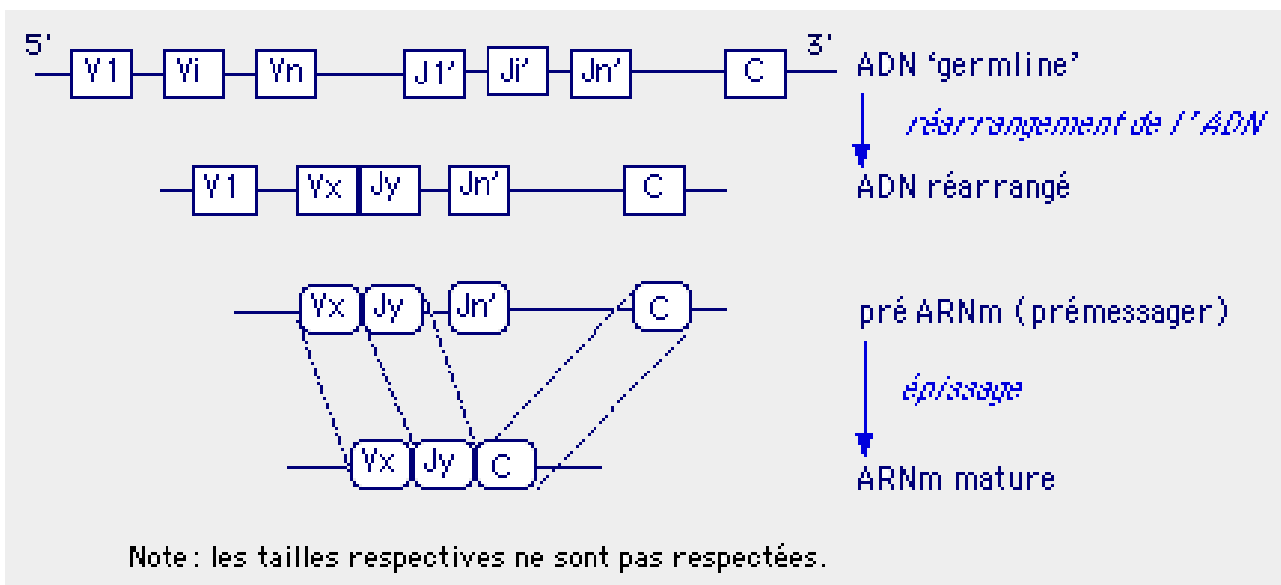 5' V1 Vi Vn J1' Ji' Jn' C 3' ADN 'germline'
réarrangement de l'ADN
V1 Vx Jy Jn' C ADN réarrangé
Vx Jy Jn' C pré ARNm (prémessager)
épissage
Vx Jy C
ARNm mature
Note : les tailles respectives ne sont pas respectées.